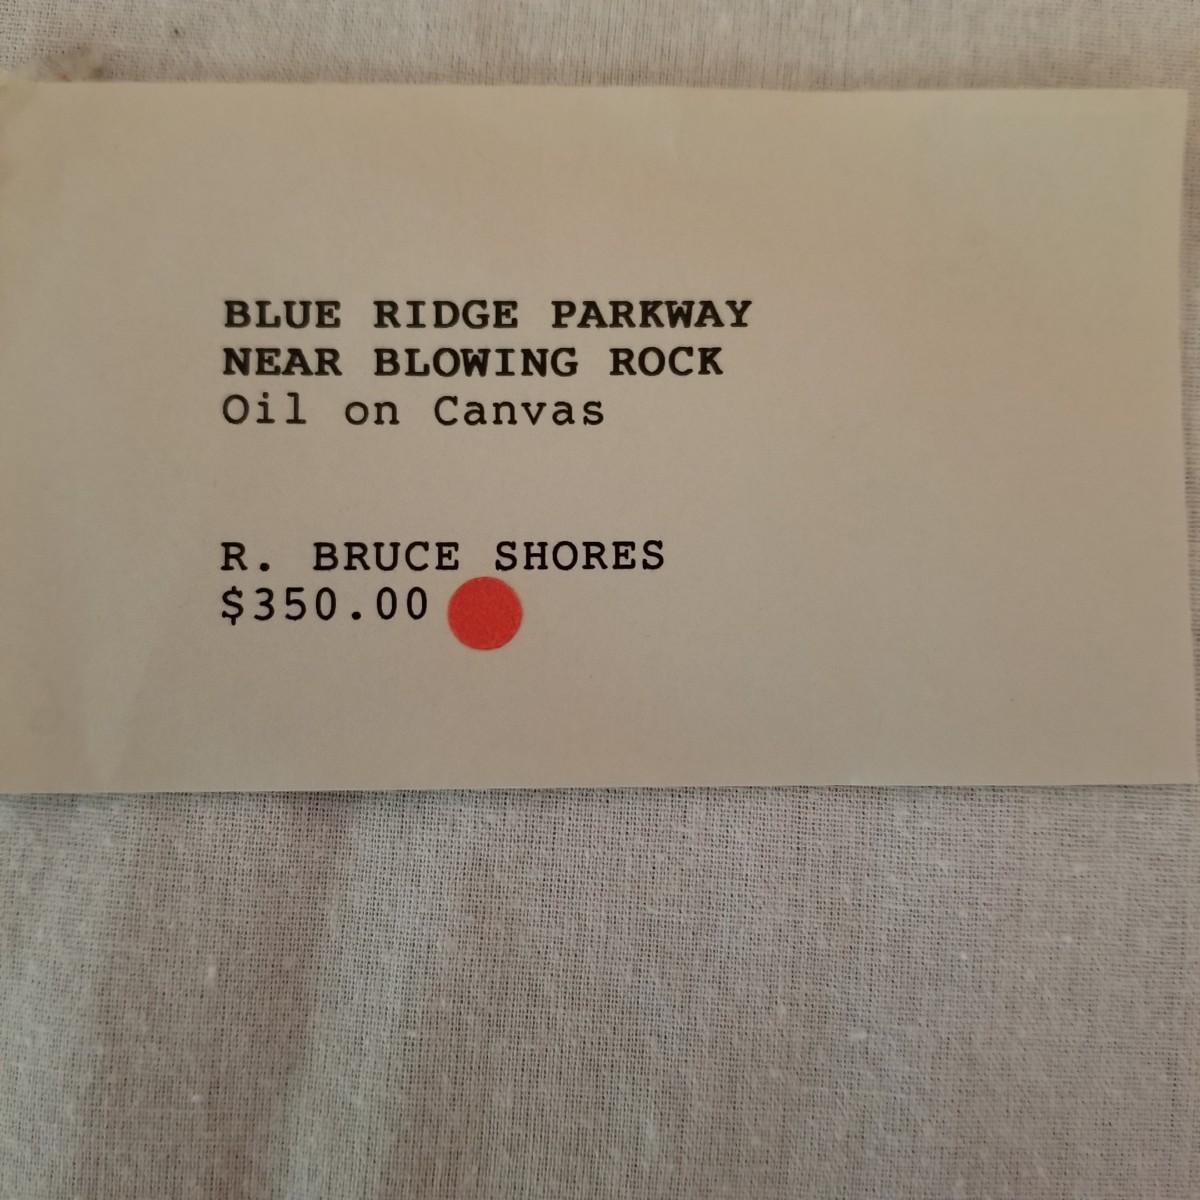 BLUE RIDGE PARKWAY
NEAR BLOWING ROCK
Oil on Canvas
R. BRUCE SHORES
$350.00